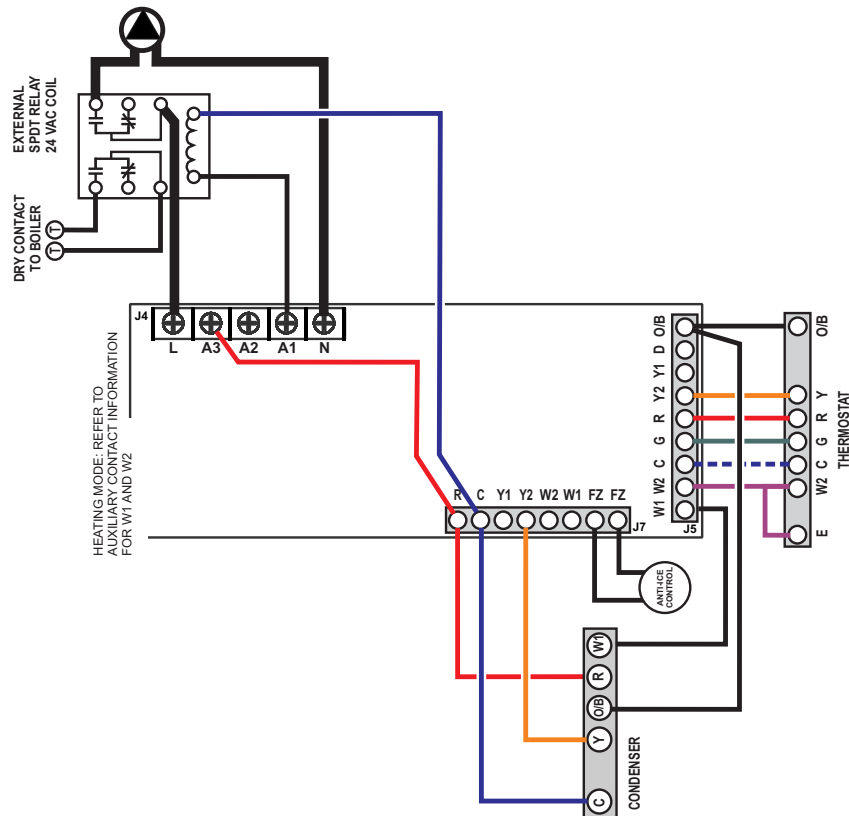 EXTERNAL
SPDT RELAY
24 VAC COIL
DRY CONTACT
TO BOILER
T
T
J4
L A3 A2 A1 N
HEATING MODE: REFER TO
AUXILIARY CONTACT INFORMATION
FOR W1 AND W2
O/B
D
Y1
Y2
R
G
C
W2
W1
J5
O/B
Y
R
G
C
W2
E
THERMOSTAT
R C Y1 Y2 W2 W1 FZ FZ
J7
ANTI-ICE
CONTROL
W1
R
O/B
Y
C
CONDENSER